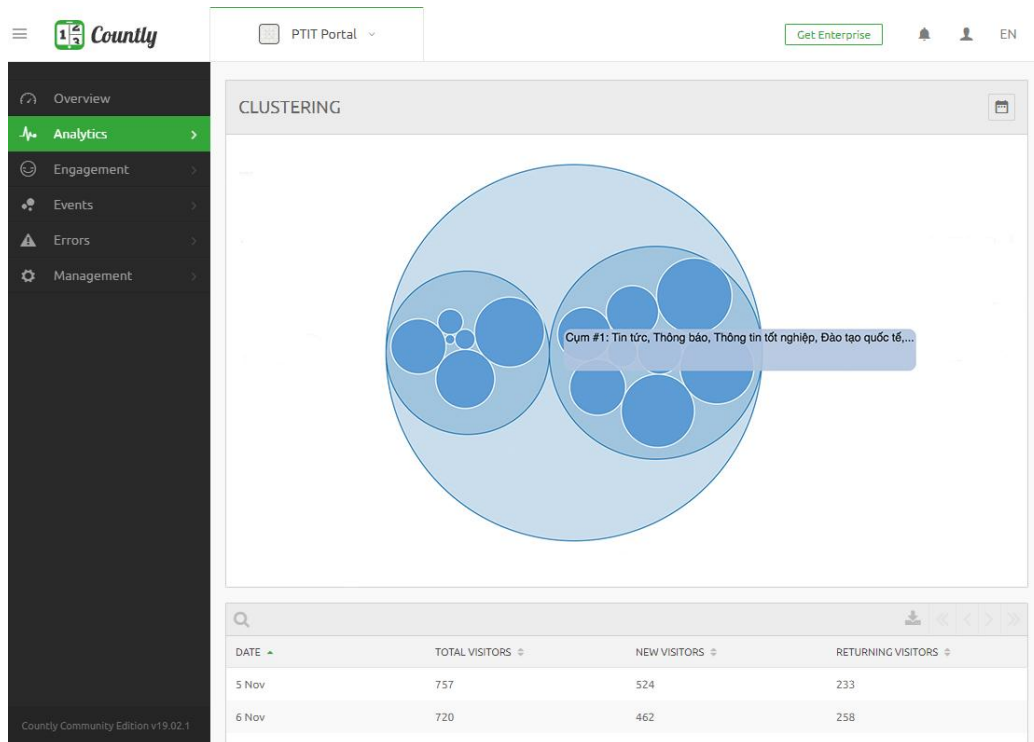 Countly
PTIT Portal
Get Enterprise
EN
Overview
Analytics
Engagement
Events
Errors
Management
CLUSTERING
Cụm #1: Tin tức, Thông báo, Thông tin tốt nghiệp, Đào tạo quốc tế,...
DATE TOTAL VISITORS NEW VISITORS RETURNING VISITORS
5 Nov 757 524 233
6 Nov 720 462 258
Countly Community Edition v19.02.1